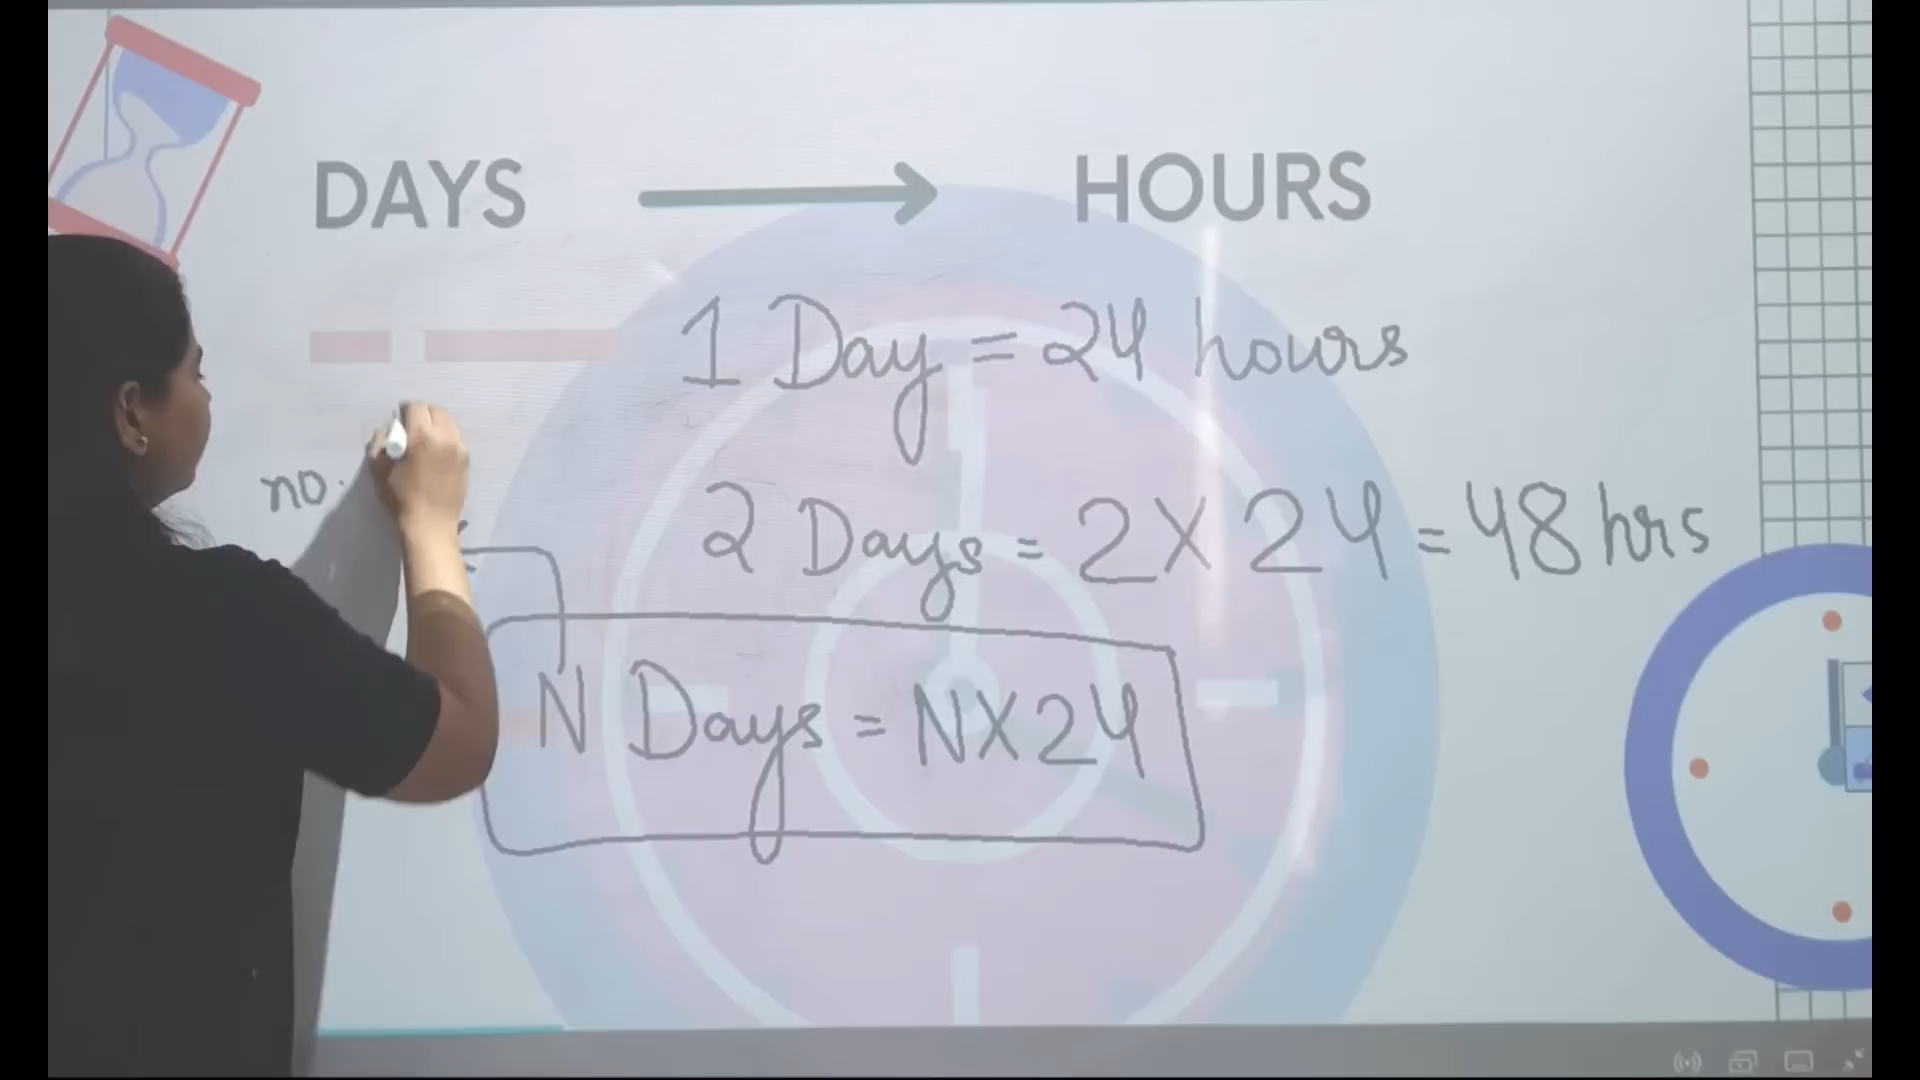 DAYS → HOURS
1 Day = 24 hours
no.
2 Days = 2 X 24 = 48 hrs
N Days = N X 24